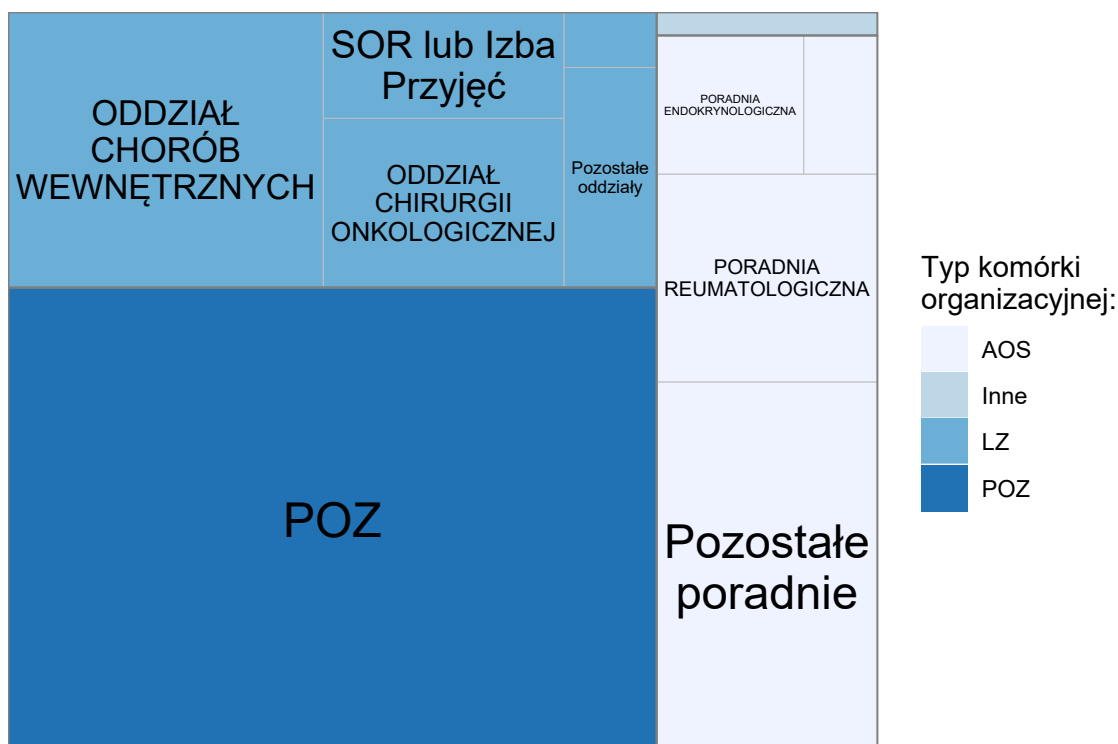 ODDZIAŁ
CHORÓB
WEWNĘTRZNYCH
SOR lub Izba
Przyjęć
ODDZIAŁ
CHIRURGII
ONKOLOGICZNEJ
Pozostałe
oddziały
PORADNIA
ENDOKRYNOLOGICZNA
PORADNIA
REUMATOLOGICZNA
POZ
Pozostałe
poradnie
Typ komórki
organizacyjnej:
AOS
Inne
LZ
POZ